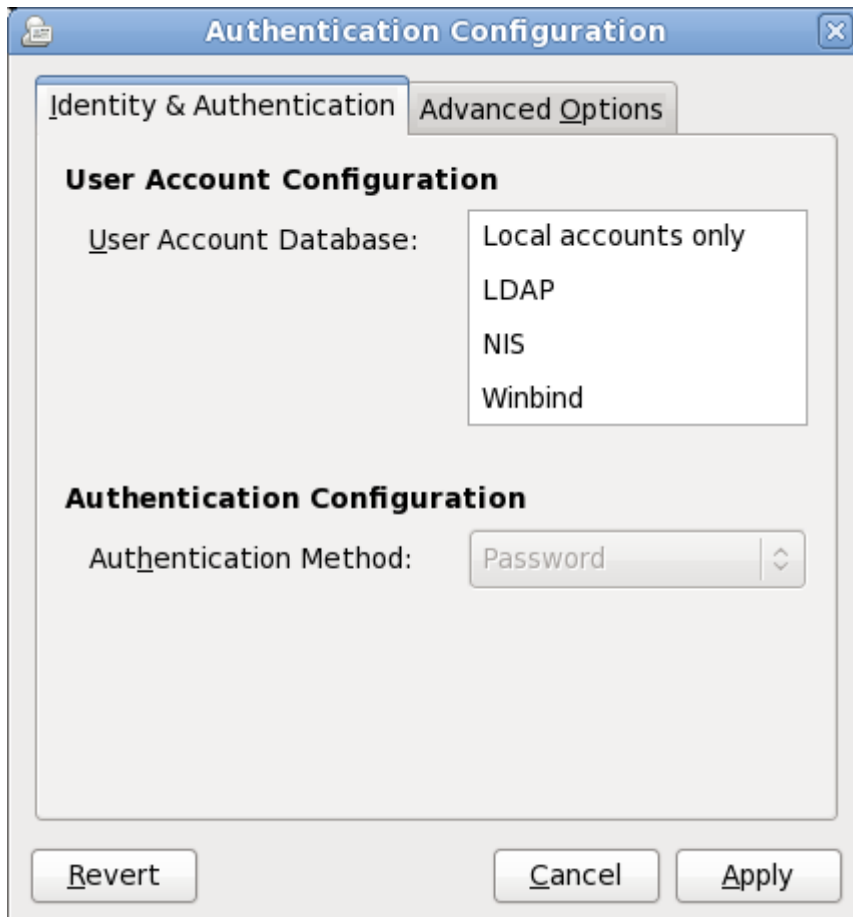 Authentication Configuration
Identity & Authentication
Advanced Options
User Account Configuration
User Account Database:
Local accounts only
LDAP
NIS
Winbind
Authentication Configuration
Authentication Method:
Password
Revert
Cancel
Apply